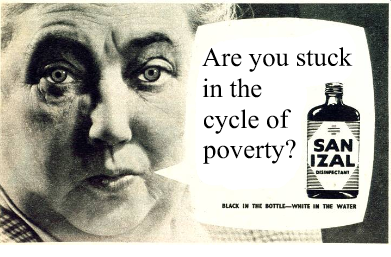 Are you stuck
in the
cycle of
poverty?
SAN
IZAL
DISINFECTANT
BLACK IN THE BOTTLE—WHITE IN THE WATER